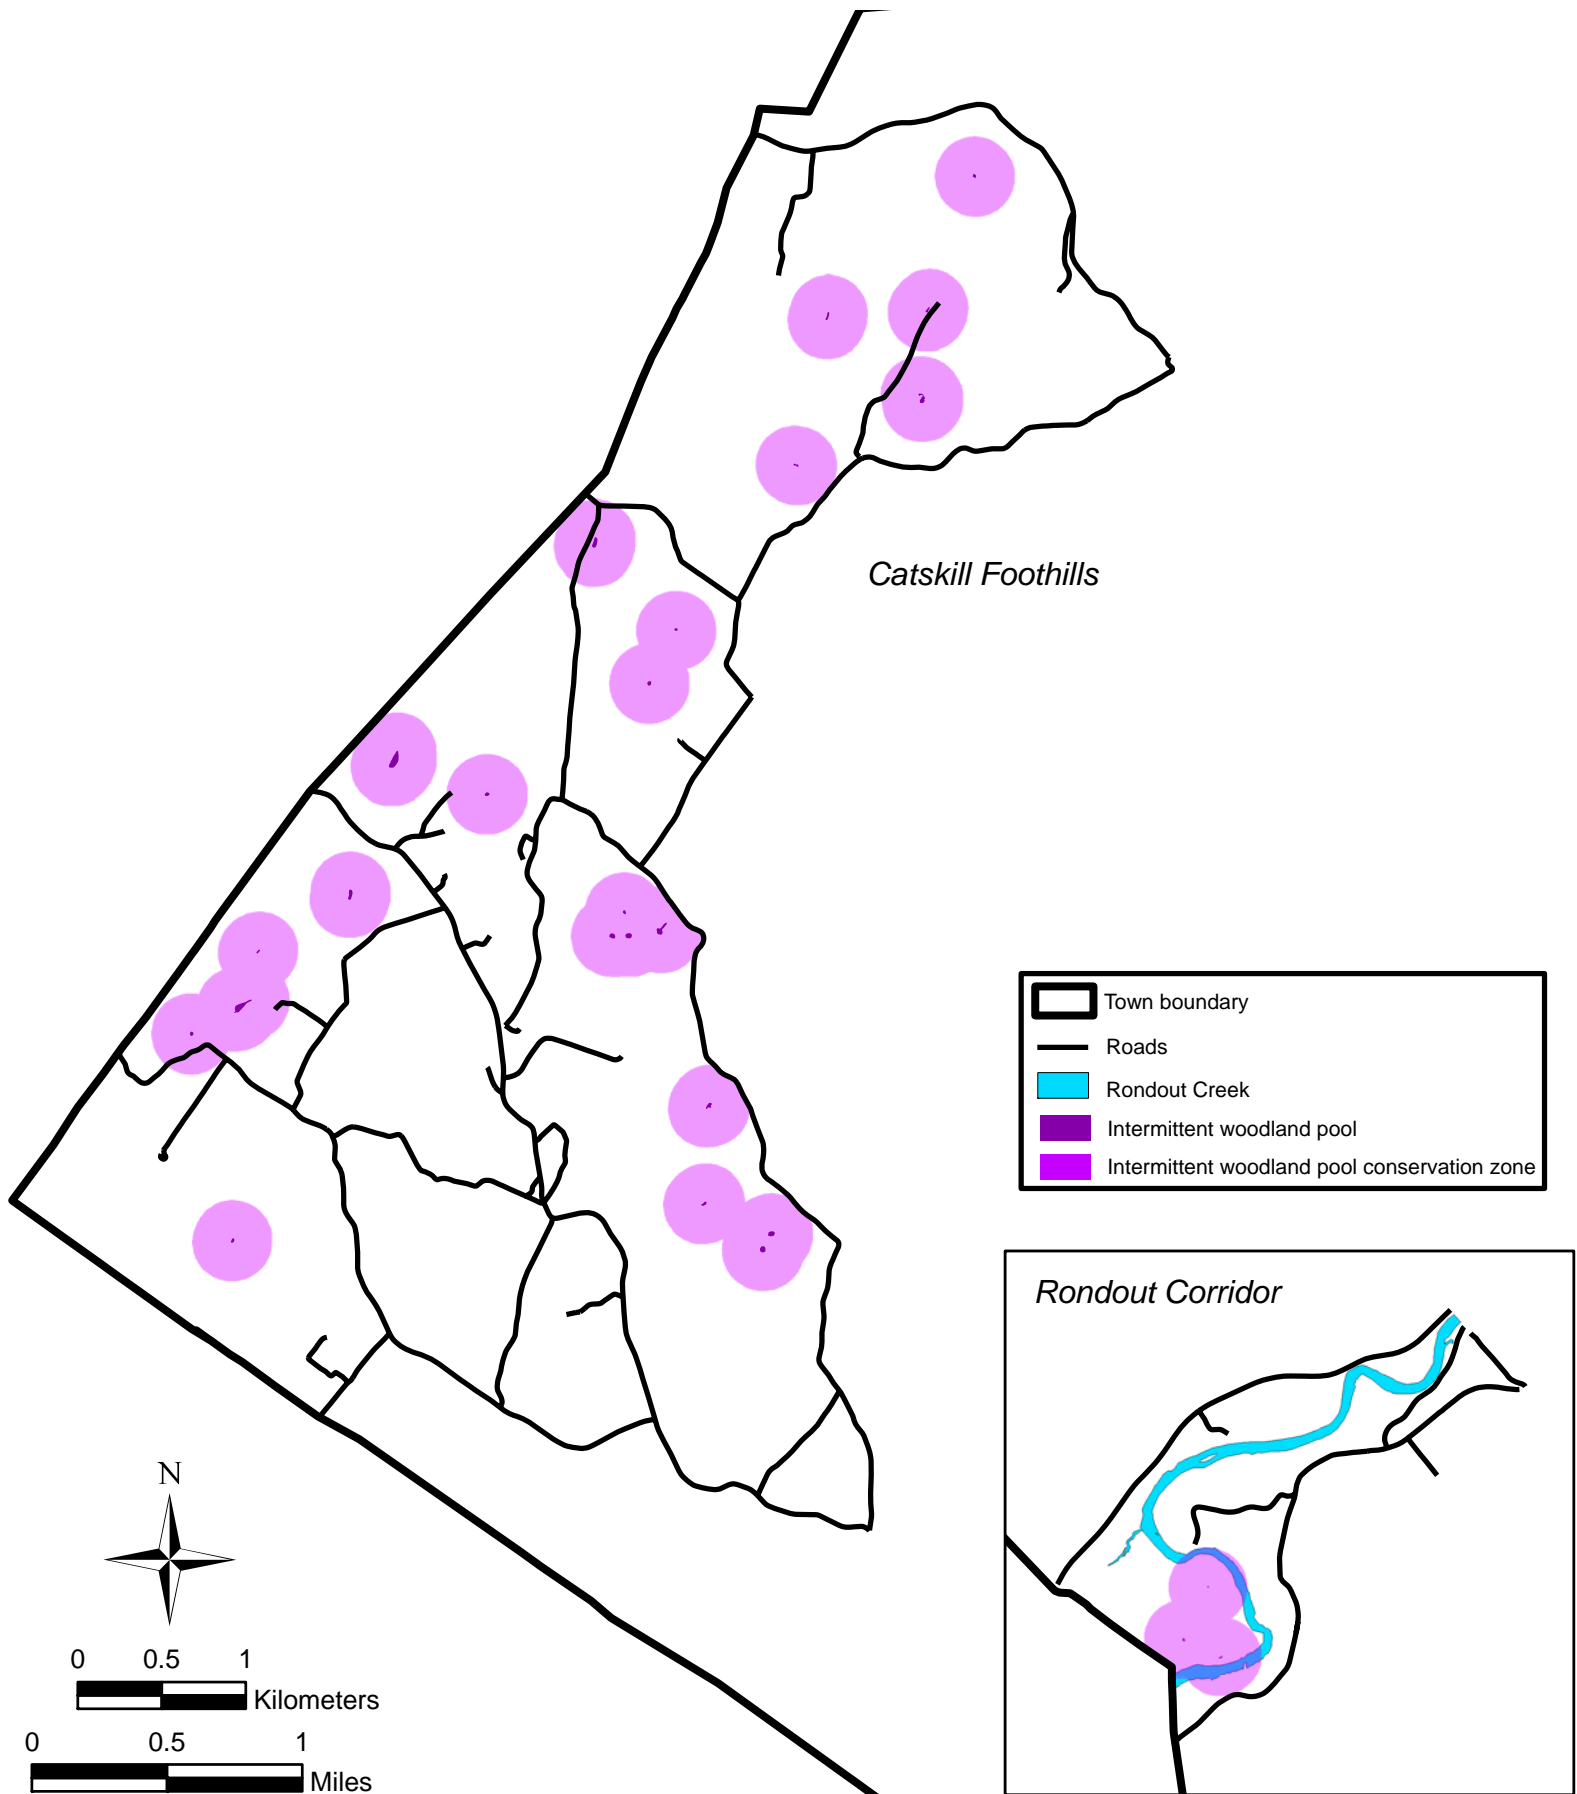 Catskill Foothills
Town boundary
Roads
Rondout Creek
Intermittent woodland pool
Intermittent woodland pool conservation zone
Rondout Corridor
N
0 0.5 1
Kilometers
0 0.5 1
Miles